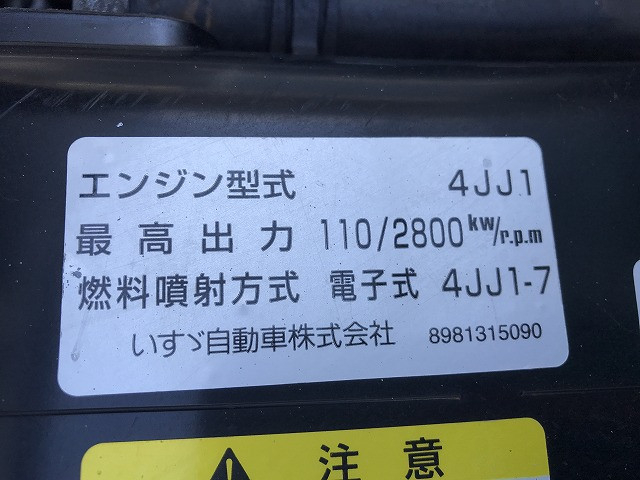 エンジン型式 4JJ1
最高出力 110/2800kw/r.p.m
燃料噴射方式 電子式 4JJ1-7
いすゞ自動車株式会社 8981315090
注意